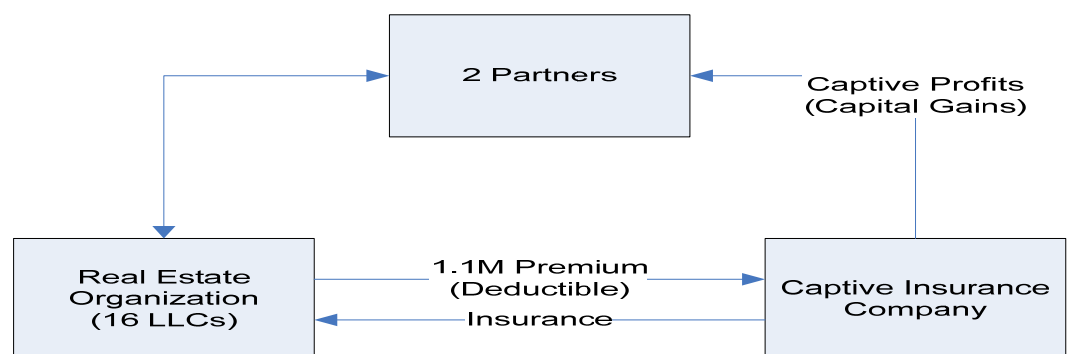 2 Partners
Captive Profits
(Capital Gains)
Real Estate
Organization
(16 LLCs)
1.1M Premium
(Deductible)
Insurance
Captive Insurance
Company